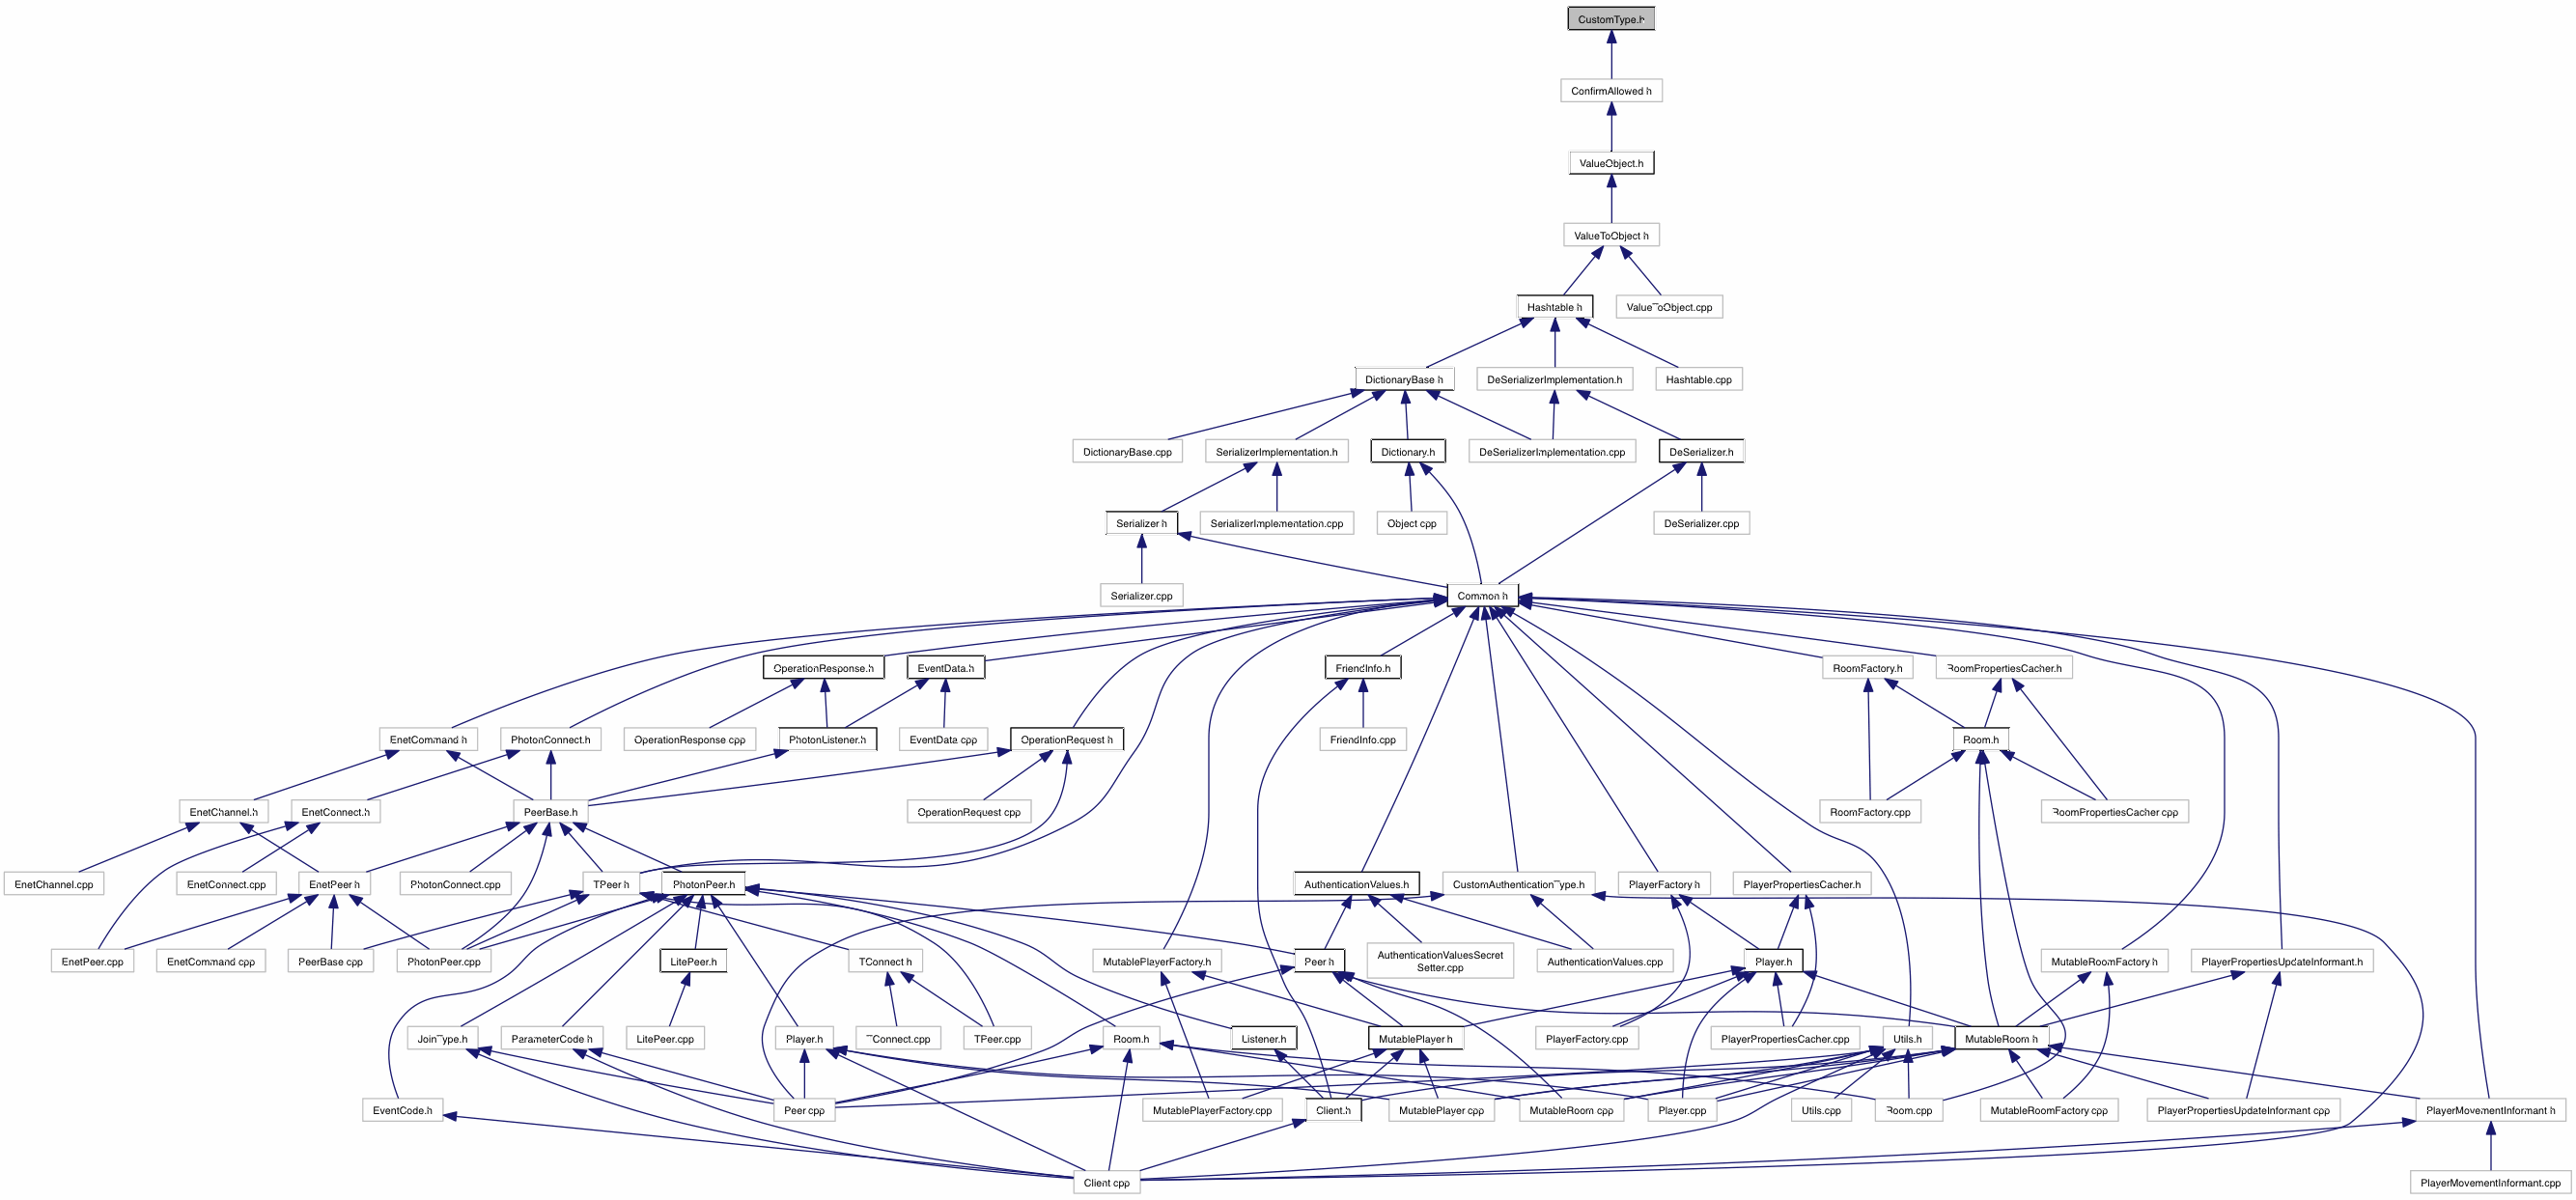 CustomType.h
ConfirmAllowed.h
ValueObject.h
ValueToObject.h
Hashtable.h
ValueToObject.cpp
DictionaryBase.h
DeSerializerImplementation.h
Hashtable.cpp
DictionaryBase.cpp
SerializerImplementation.h
Dictionary.h
DeSerializerImplementation.cpp
DeSerializer.h
Serializer.h
SerializerImplementation.cpp
Object.cpp
DeSerializer.cpp
Serializer.cpp
Common.h
OperationResponse.h
EventData.h
FriendInfo.h
RoomFactory.h
RoomPropertiesCacher.h
EnetCommand.h
PhotonConnect.h
OperationResponse.cpp
PhotonListener.h
EventData.cpp
OperationRequest.h
FriendInfo.cpp
Room.h
EnetChannel.h
EnetConnect.h
PeerBase.h
OperationRequest.cpp
RoomFactory.cpp
RoomPropertiesCacher.cpp
EnetChannel.cpp
EnetConnect.cpp
EnetPeer.h
PhotonConnect.cpp
TPeer.h
PhotonPeer.h
AuthenticationValues.h
CustomAuthenticationType.h
PlayerFactory.h
PlayerPropertiesCacher.h
EnetPeer.cpp
EnetCommand.cpp
PeerBase.cpp
PhotonPeer.cpp
LitePeer.h
TConnect.h
MutablePlayerFactory.h
Peer.h
AuthenticationValuesSecret
Setter.cpp
AuthenticationValues.cpp
Player.h
MutableRoomFactory.h
PlayerPropertiesUpdateInformant.h
JoinType.h
ParameterCode.h
LitePeer.cpp
Player.h
TConnect.cpp
TPeer.cpp
Room.h
Listener.h
MutablePlayer.h
PlayerFactory.cpp
PlayerPropertiesCacher.cpp
Utils.h
MutableRoom.h
EventCode.h
Peer.cpp
MutablePlayerFactory.cpp
Client.h
MutablePlayer.cpp
MutableRoom.cpp
Player.cpp
Utils.cpp
Room.cpp
MutableRoomFactory.cpp
PlayerPropertiesUpdateInformant.cpp
PlayerMovementInformant.h
Client.cpp
PlayerMovementInformant.cpp